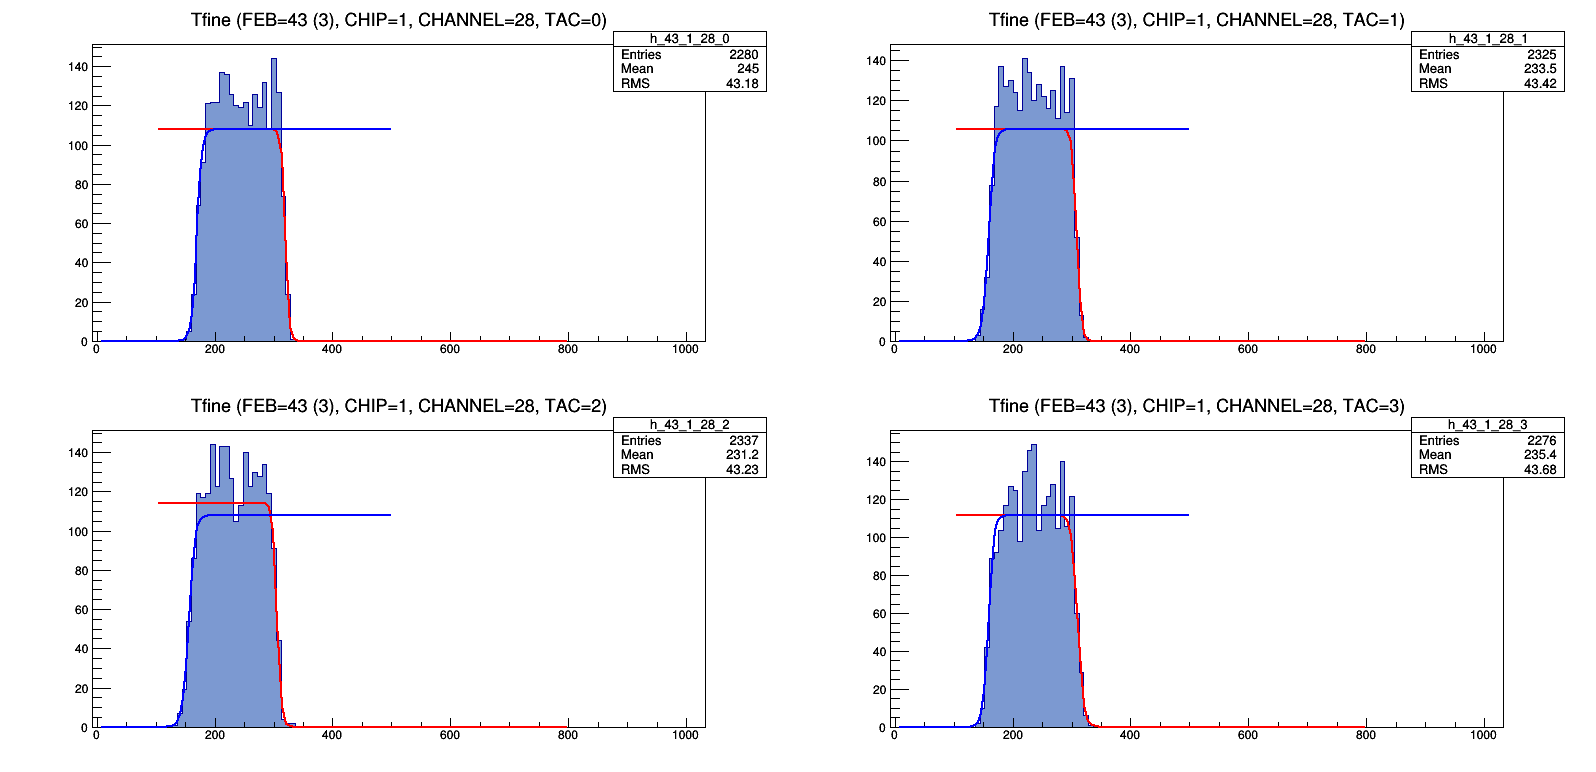 Tfine (FEB=43 (3), CHIP=1, CHANNEL=28, TAC=0)
h_43_1_28_0
Entries 2280
Mean 245
RMS 43.18
140
120
100
80
60
40
20
0
0 200 400 600 800 1000
Tfine (FEB=43 (3), CHIP=1, CHANNEL=28, TAC=1)
h_43_1_28_1
Entries 2325
Mean 233.5
RMS 43.42
140
120
100
80
60
40
20
0
0 200 400 600 800 1000
Tfine (FEB=43 (3), CHIP=1, CHANNEL=28, TAC=2)
h_43_1_28_2
Entries 2337
Mean 231.2
RMS 43.23
140
120
100
80
60
40
20
0
0 200 400 600 800 1000
Tfine (FEB=43 (3), CHIP=1, CHANNEL=28, TAC=3)
h_43_1_28_3
Entries 2276
Mean 235.4
RMS 43.68
140
120
100
80
60
40
20
0
0 200 400 600 800 1000